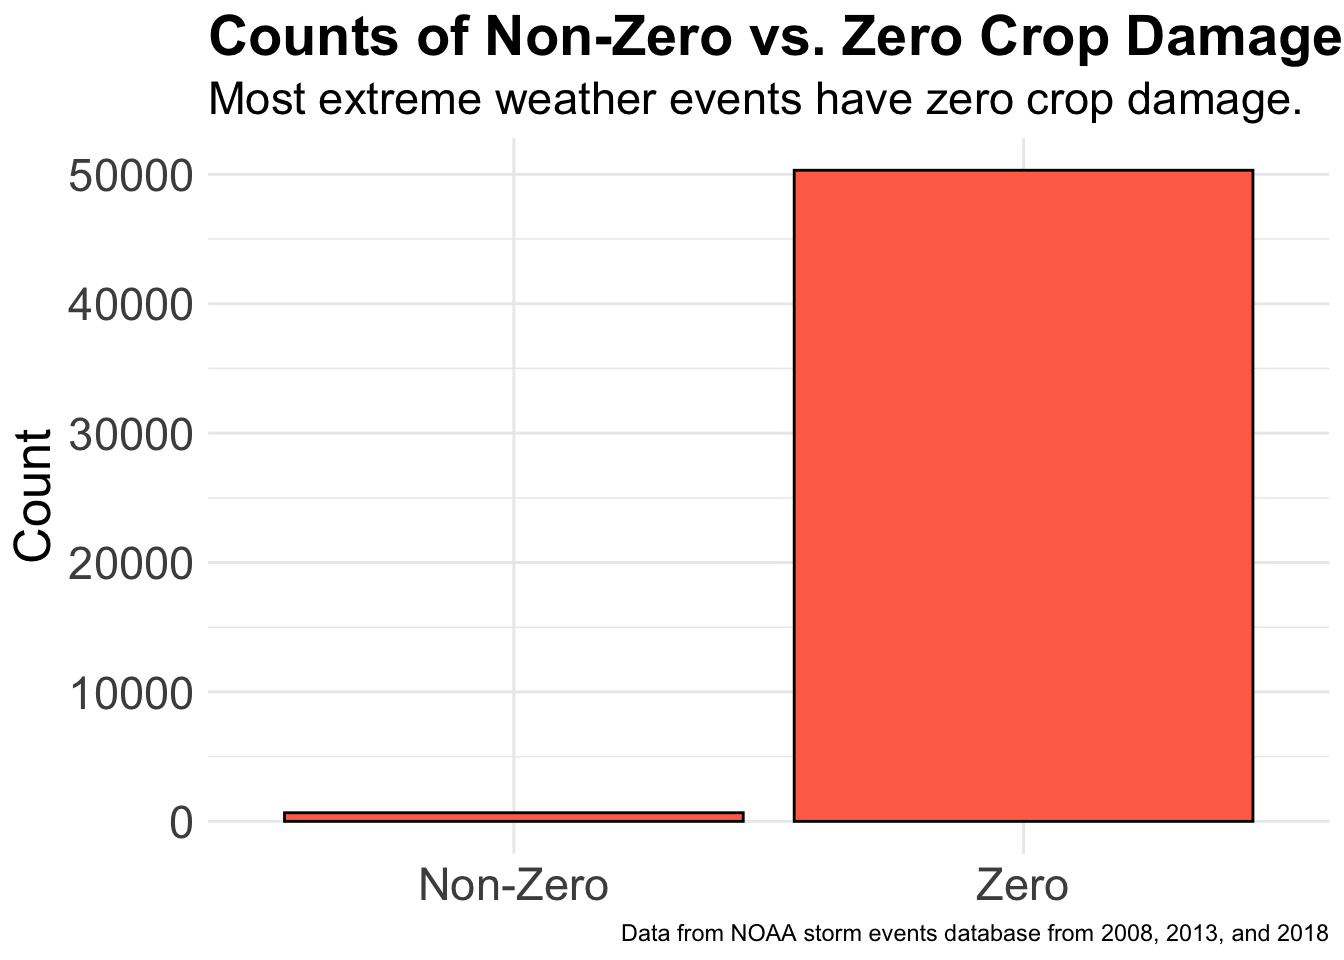 Counts of Non-Zero vs. Zero Crop Damage
Most extreme weather events have zero crop damage.
50000
40000
30000
20000
10000
0
Count
Non-Zero
Zero
Data from NOAA storm events database from 2008, 2013, and 2018